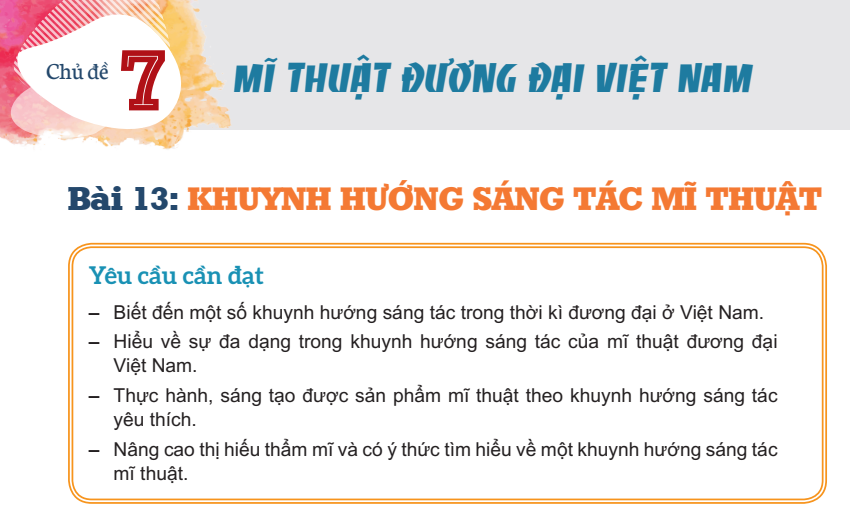 Chủ đề 7
MĨ THUẬT ĐƯƠNG ĐẠI VIỆT NAM
Bài 13: KHUYNH HƯỚNG SÁNG TÁC MĨ THUẬT
Yêu cầu cần đạt
– Biết đến một số khuynh hướng sáng tác trong thời kì đương đại ở Việt Nam.
– Hiểu về sự đa dạng trong khuynh hướng sáng tác của mĩ thuật đương đại
Việt Nam.
– Thực hành, sáng tạo được sản phẩm mĩ thuật theo khuynh hướng sáng tác
yêu thích.
– Nâng cao thị hiếu thẩm mĩ và có ý thức tìm hiểu về một khuynh hướng sáng tác
mĩ thuật.